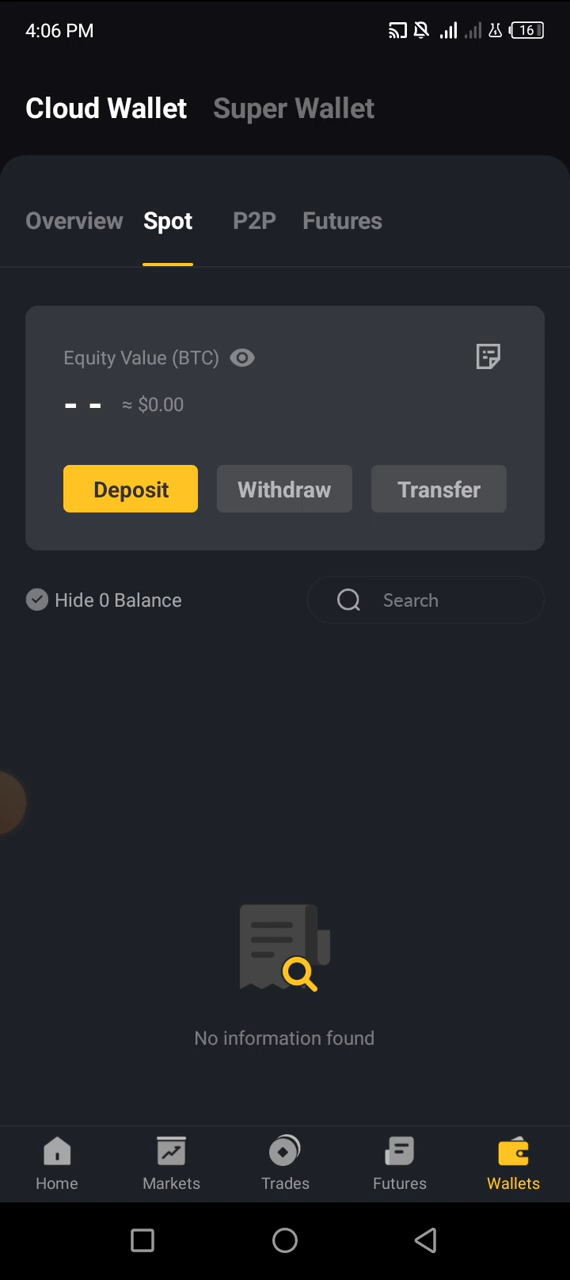 4:06 PM 16
Cloud Wallet Super Wallet
Overview Spot P2P Futures
Equity Value (BTC)
- - ≈ $0.00
Deposit Withdraw Transfer
Hide 0 Balance Search
No information found
Home Markets Trades Futures Wallets